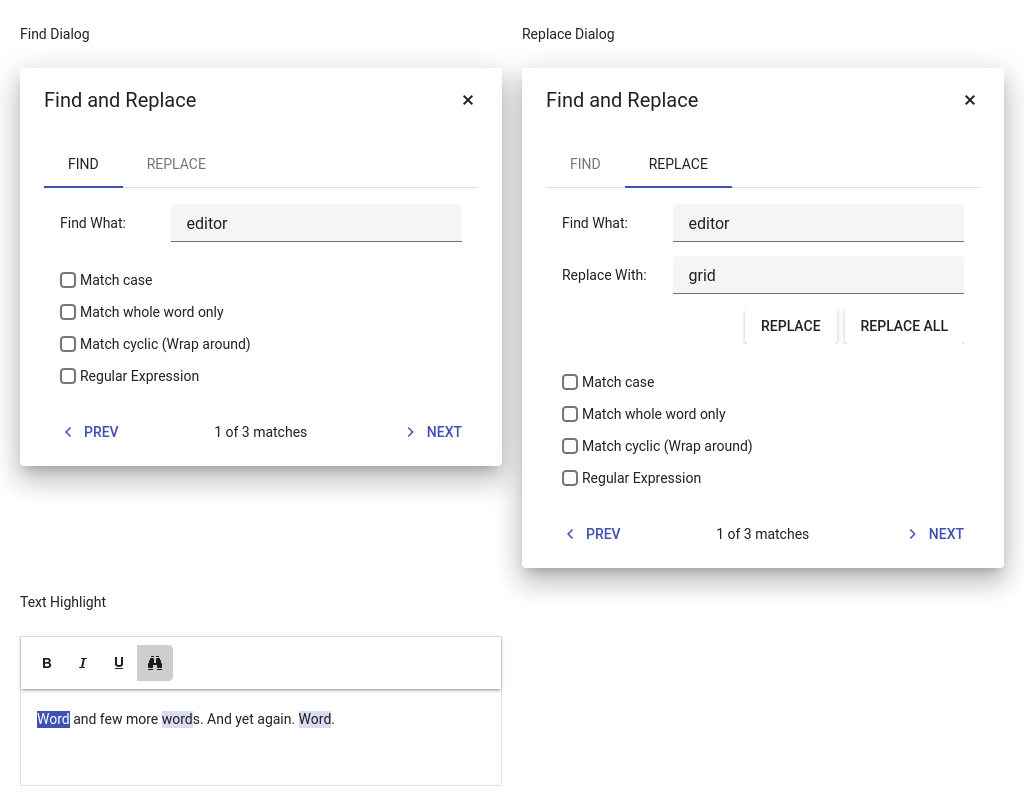 Find Dialog
Find and Replace
FIND REPLACE
Find What: editor
Match case
Match whole word only
Match cyclic (Wrap around)
Regular Expression
PREV 1 of 3 matches NEXT
Replace Dialog
Find and Replace
FIND REPLACE
Find What: editor
Replace With: grid
REPLACE REPLACE ALL
Match case
Match whole word only
Match cyclic (Wrap around)
Regular Expression
PREV 1 of 3 matches NEXT
Text Highlight
B I U
Word and few more words. And yet again. Word.